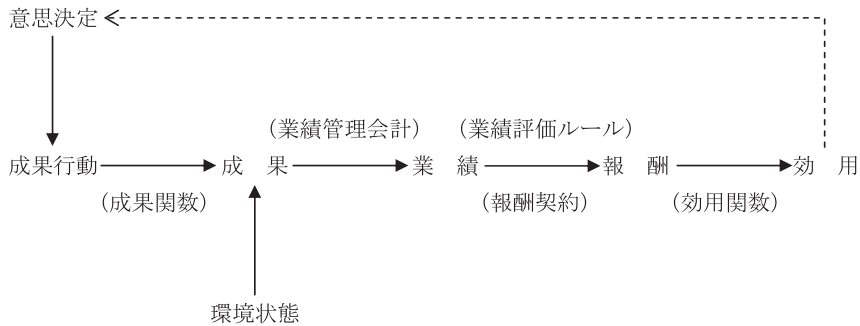 意思決定
(業績管理会計) (業績評価ルール)
成果行動 成果 業績 報酬 効用
(成果関数) (報酬契約) (効用関数)
環境状態